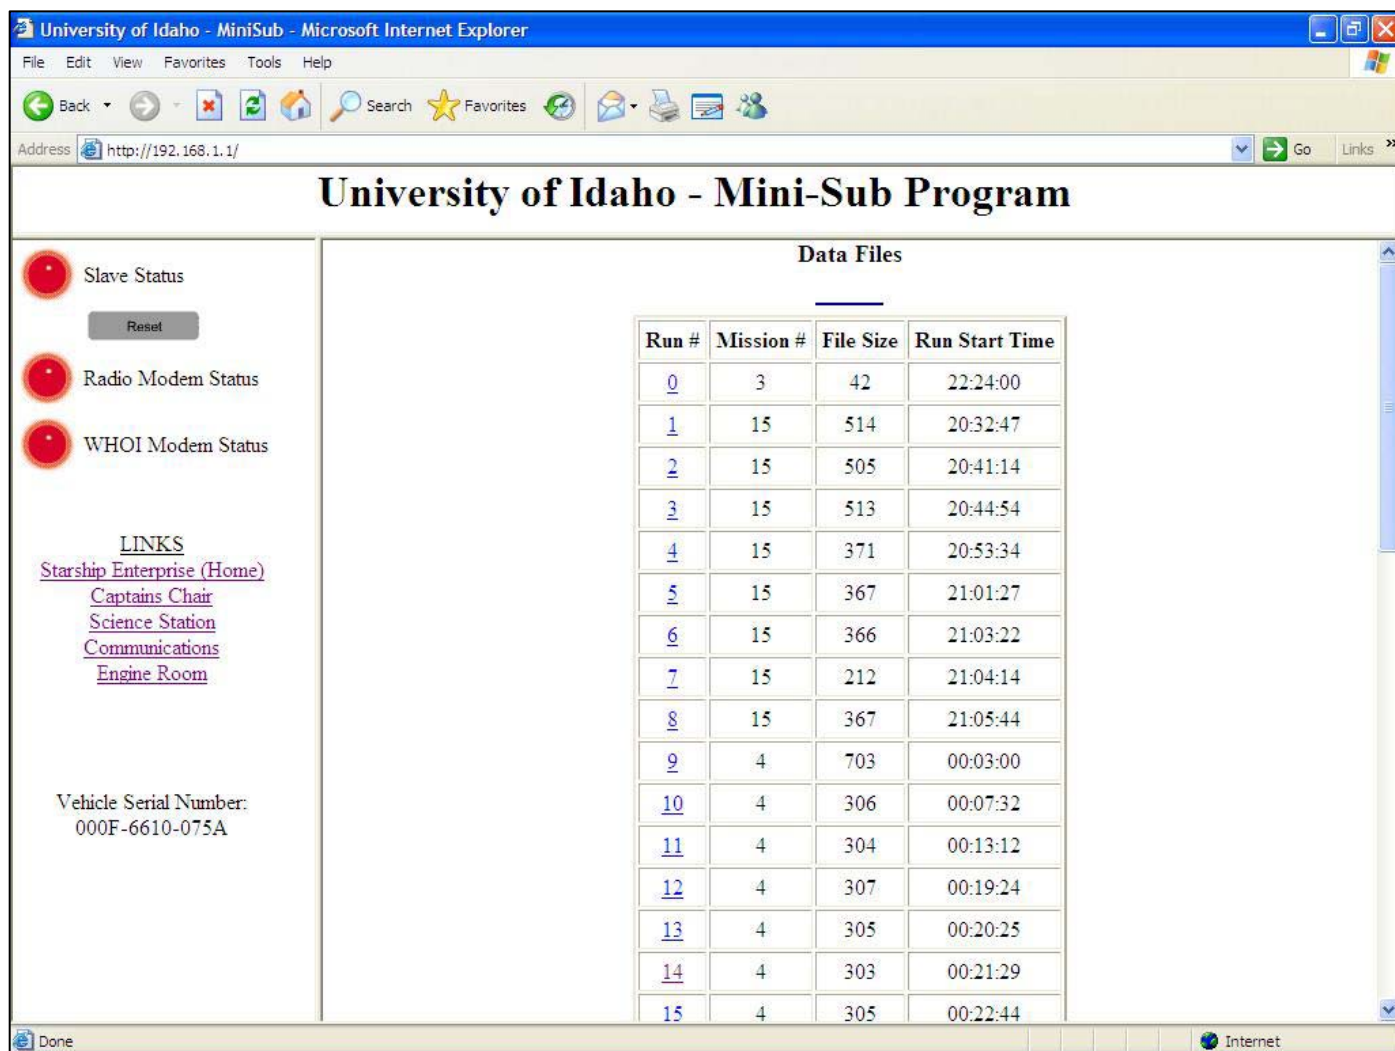 University of Idaho - MiniSub - Microsoft Internet Explorer
File Edit View Favorites Tools Help
Back Search Favorites
Address http://192.168.1.1/ Go Links »
University of Idaho - Mini-Sub Program
Slave Status
Reset
Radio Modem Status
WHOI Modem Status
LINKS
Starship Enterprise (Home)
Captains Chair
Science Station
Communications
Engine Room
Vehicle Serial Number:
000F-6610-075A
Data Files
Run # Mission # File Size Run Start Time
0 3 42 22:24:00
1 15 514 20:32:47
2 15 505 20:41:14
3 15 513 20:44:54
4 15 371 20:53:34
5 15 367 21:01:27
6 15 366 21:03:22
7 15 212 21:04:14
8 15 367 21:05:44
9 4 703 00:03:00
10 4 306 00:07:32
11 4 304 00:13:12
12 4 307 00:19:24
13 4 305 00:20:25
14 4 303 00:21:29
15 4 305 00:22:44
Done Internet